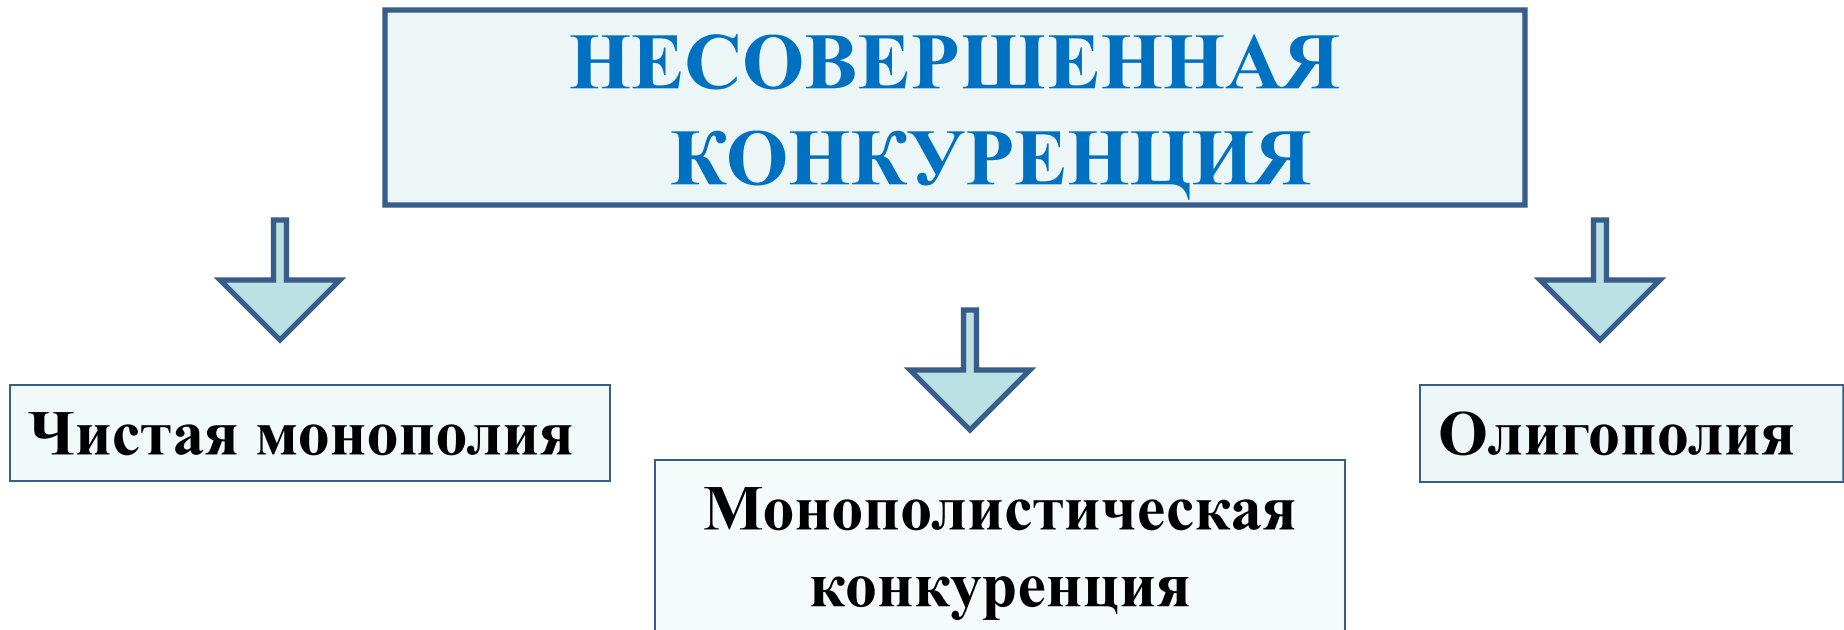 НЕСОВЕРШЕННАЯ
КОНКУРЕНЦИЯ
Чистая монополия
Монополистическая
конкуренция
Олигополия